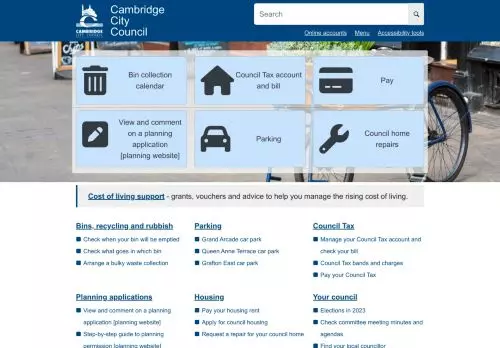 Cambridge
City
Council
CAMBRIDGE
CITY COUNCIL
Search
Online accounts Menu Accessibility tools
Bin collection
calendar
Council Tax account
and bill
Pay
View and comment
on a planning
application
[planning website]
Parking
Council home
repairs
Cost of living support - grants, vouchers and advice to help you manage the rising cost of living.
Bins, recycling and rubbish
Check when your bin will be emptied
Check what goes in which bin
Arrange a bulky waste collection
Parking
Grand Arcade car park
Queen Anne Terrace car park
Grafton East car park
Council Tax
Manage your Council Tax account and
check your bill
Council Tax bands and charges
Pay your Council Tax
Planning applications
View and comment on a planning
application [planning website]
Step-by-step guide to planning
permission [planning website]
Housing
Pay your housing rent
Apply for council housing
Request a repair for your council home
Your council
Elections in 2023
Check committee meeting minutes and
agendas
Find your local councillor